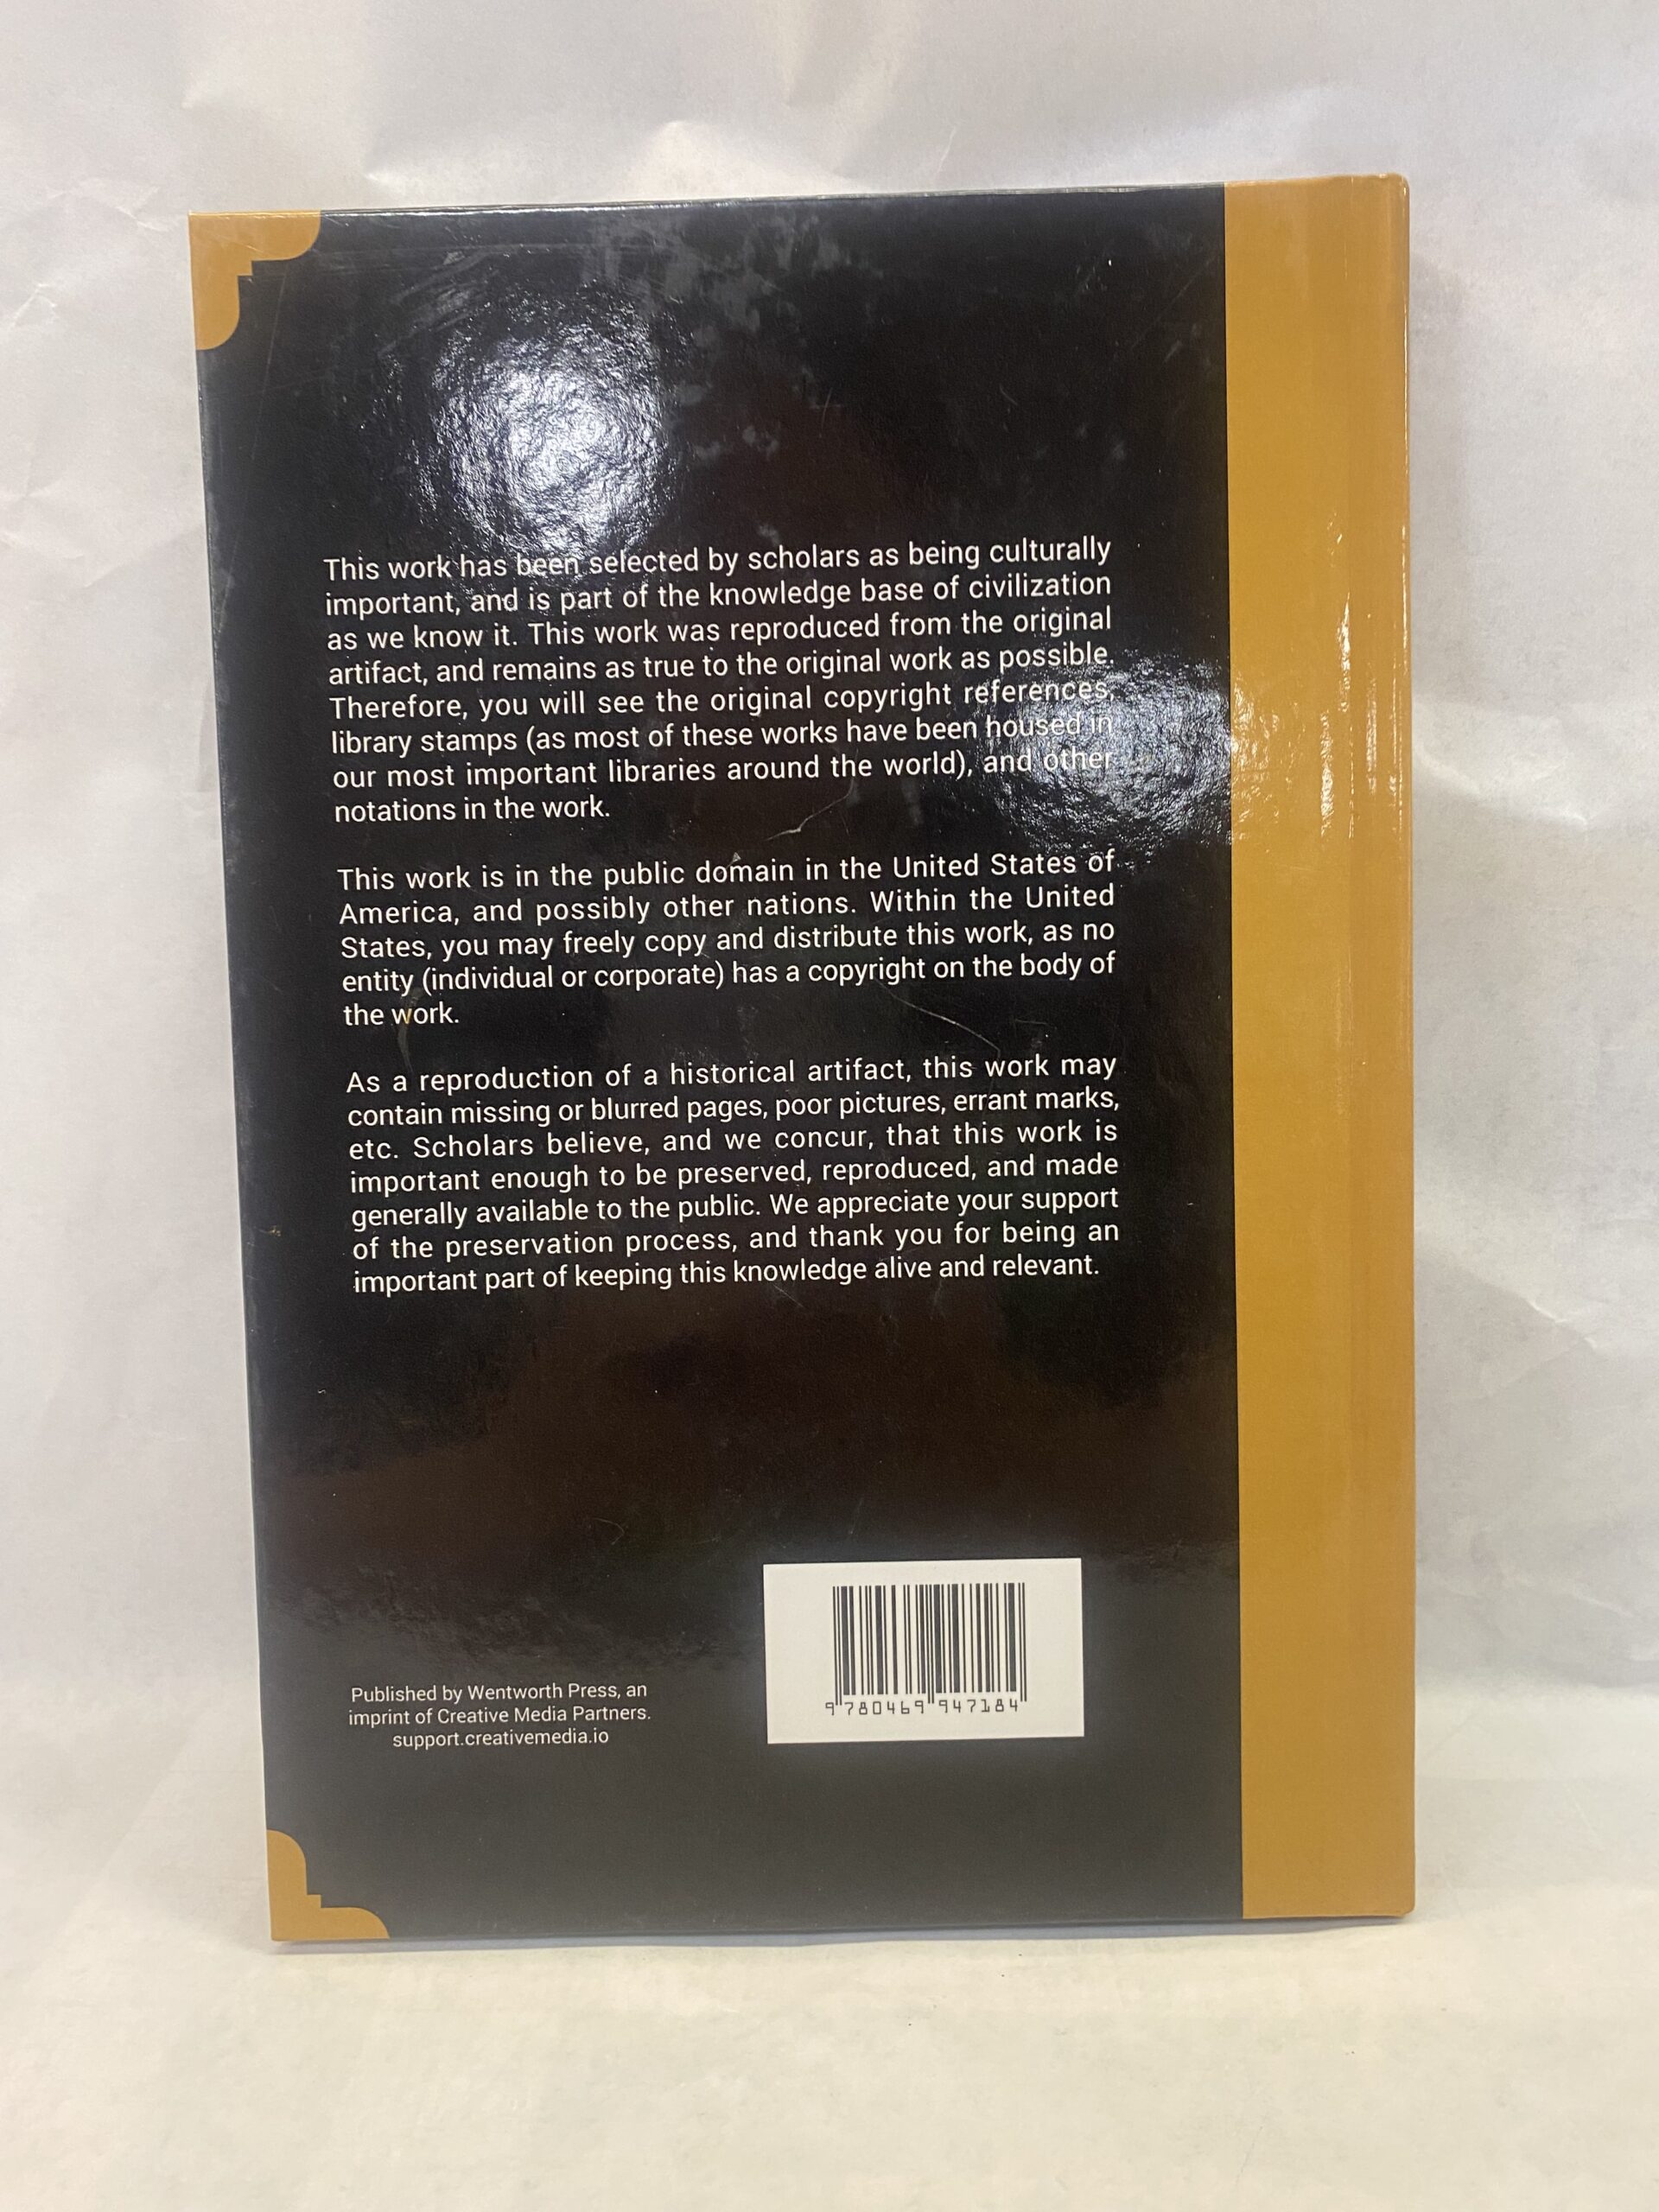 This work has been selected by scholars as being culturally
important, and is part of the knowledge base of civilization
as we know it. This work was reproduced from the original
artifact, and remains as true to the original work as possible.
Therefore, you will see the original copyright references,
library stamps (as most of these works have been housed in
our most important libraries around the world), and other
notations in the work.
This work is in the public domain in the United States of
America, and possibly other nations. Within the United
States, you may freely copy and distribute this work, as no
entity (individual or corporate) has a copyright on the body of
the work.
As a reproduction of a historical artifact, this work may
contain missing or blurred pages, poor pictures, errant marks,
etc. Scholars believe, and we concur, that this work is
important enough to be preserved, reproduced, and made
generally available to the public. We appreciate your support
of the preservation process, and thank you for being an
important part of keeping this knowledge alive and relevant.
Published by Wentworth Press, an
imprint of Creative Media Partners.
support.creativemedia.io
9 780469 947184